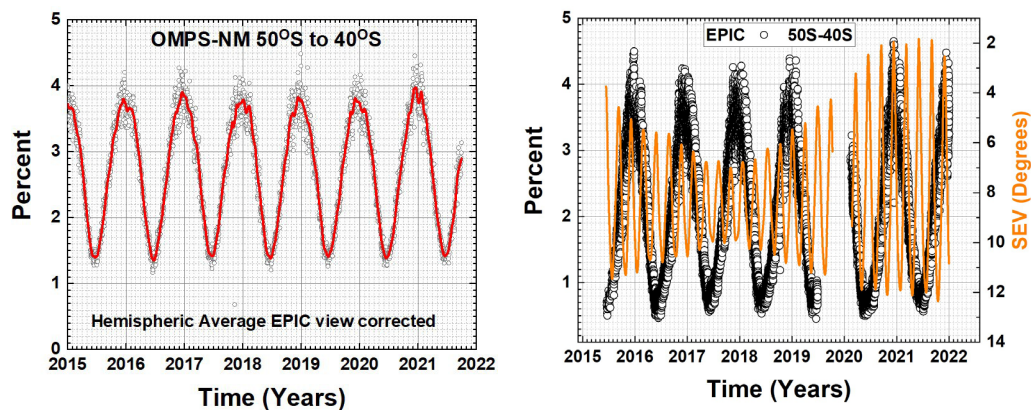 OMPS-NM 50⁰S to 40⁰S
5
4
3
2
1
0
Percent
Hemispheric Average EPIC view corrected
2015 2016 2017 2018 2019 2020 2021 2022
Time (Years)
EPIC 50S-40S
5
4
3
2
1
Percent
2
4
6
8
10
12
14
SEV (Degrees)
2015 2016 2017 2018 2019 2020 2021 2022
Time (Years)